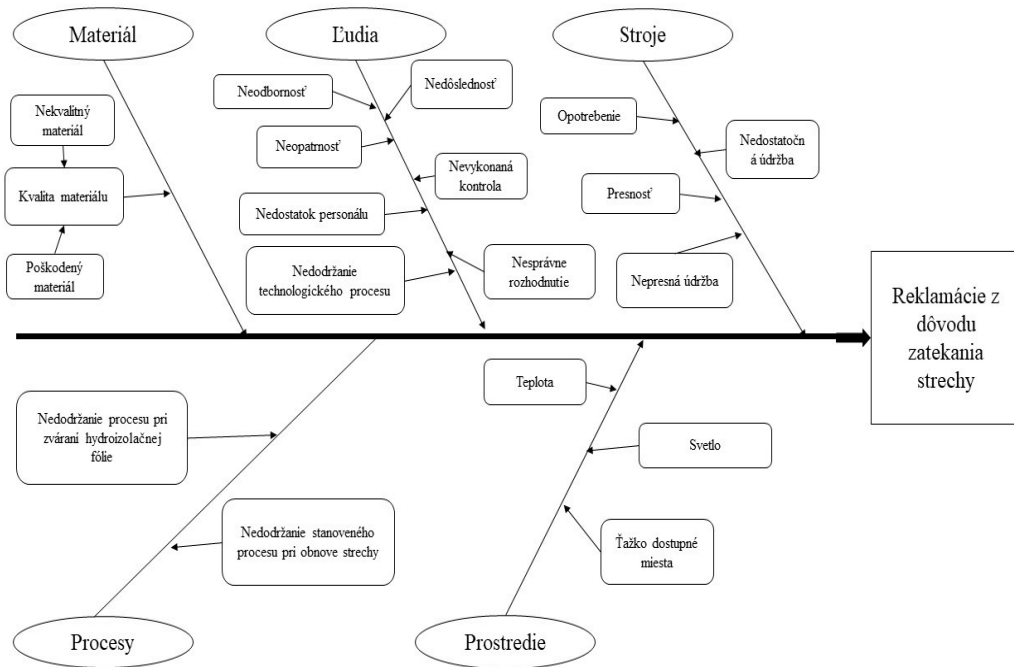 Materiál
Ľudia
Stroje
Nekvalitný
materiál
Kvalita materiálu
Poškodený
materiál
Neodbornosť
Nedôslednosť
Neopatrnosť
Nevykonaná
kontrola
Nedostatok personálu
Nedodržanie
technologického procesu
Nesprávne
rozhodnutie
Opotrebenie
Nedostatočn
á údržba
Presnosť
Nepresná údržba
Reklamácie z
dôvodu
zatekania
strechy
Nedodržanie procesu pri
zvárani hydroizolačnej
fólie
Nedodržanie stanoveného
procesu pri obnove strechy
Teplota
Svetlo
Ťažko dostupné
miesta
Procesy
Prostredie